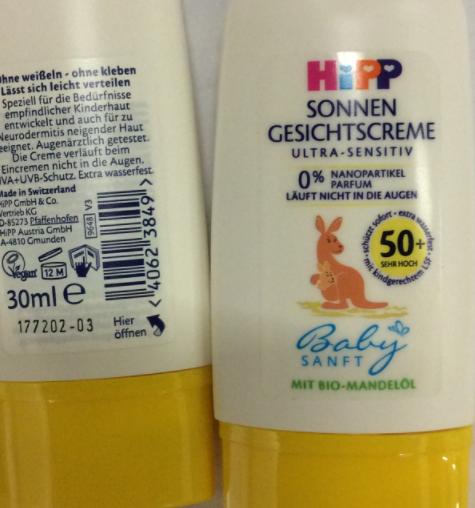 Ohne weißeln - ohne kleben
Lässt sich leicht verteilen
Speziell für die Bedürfnisse
empfindlicher Kinderhaut
entwickelt und auch für zu
Neurodermitis neigender Haut
geeignet. Augenärztlich getestet.
Die Creme verläuft beim
Eincremen nicht in die Augen.
UVA+UVB-Schutz. Extra wasserfest.
Made in Switzerland
HiPP GmbH & Co.
Vertrieb KG
D-85273 Pfaffenhofen
HiPP Austria GmbH
A-4810 Gmunden
9648 V3
< 4062 3849 >
Vegan
12 M
30ml e
177202-03
Hier
öffnen
HiPP
SONNEN
GESICHTSCREME
ULTRA-SENSITIV
0% NANOPARTIKEL
PARFUM
LÄUFT NICHT IN DIE AUGEN
schützt sofort • extra wasserfest
• mit kindgerechtem LSF •
50+
SEHR HOCH
Baby
SANFT
MIT BIO-MANDELÖL